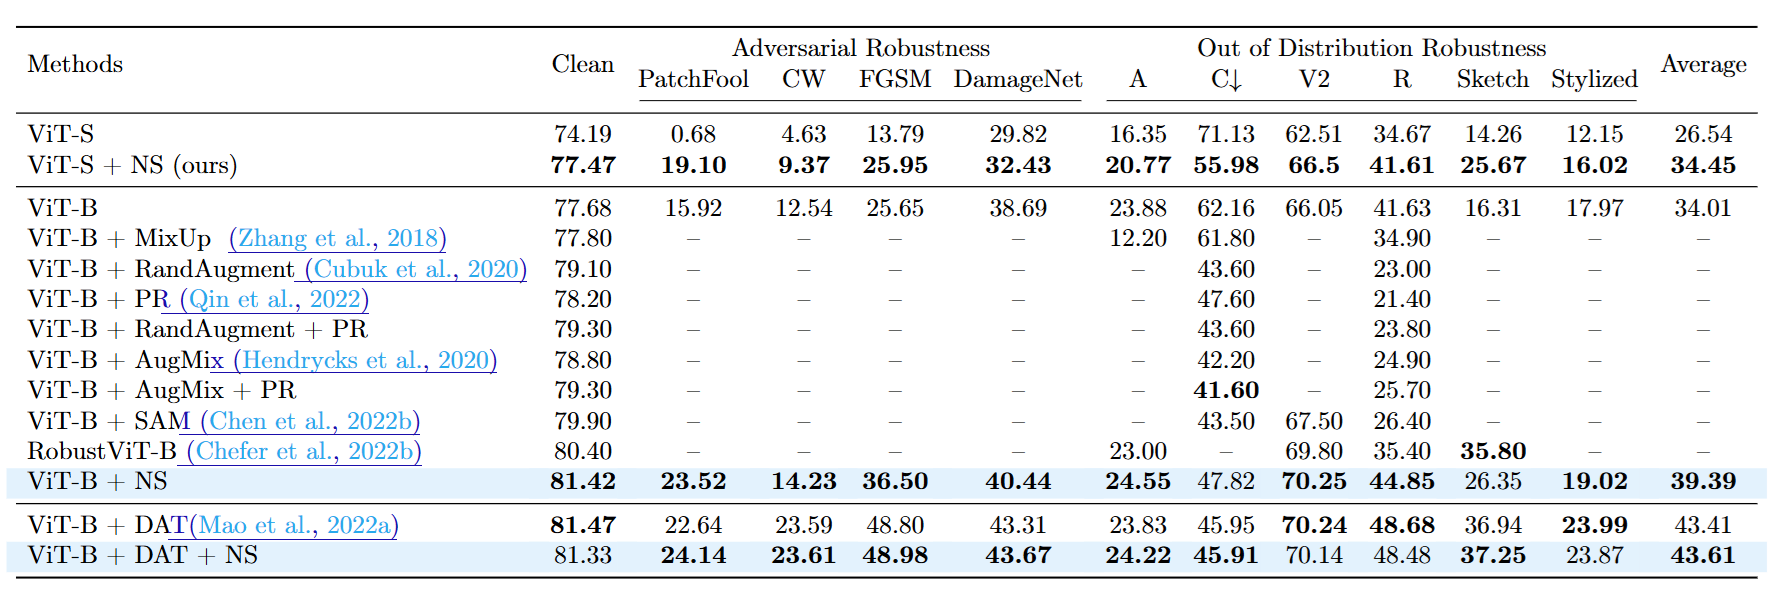 Methods Clean Adversarial Robustness Out of Distribution Robustness Average
PatchFool CW FGSM DamageNet A C↓ V2 R Sketch Stylized
ViT-S 74.19 0.68 4.63 13.79 29.82 16.35 71.13 62.51 34.67 14.26 12.15 26.54
ViT-S + NS (ours) 77.47 19.10 9.37 25.95 32.43 20.77 55.98 66.5 41.61 25.67 16.02 34.45
ViT-B 77.68 15.92 12.54 25.65 38.69 23.88 62.16 66.05 41.63 16.31 17.97 34.01
ViT-B + MixUp (Zhang et al., 2018) 77.80 – – – – 12.20 61.80 – 34.90 – – –
ViT-B + RandAugment (Cubuk et al., 2020) 79.10 – – – – – 43.60 – 23.00 – – –
ViT-B + PR (Qin et al., 2022) 78.20 – – – – – 47.60 – 21.40 – – –
ViT-B + RandAugment + PR 79.30 – – – – – 43.60 – 23.80 – – –
ViT-B + AugMix (Hendrycks et al., 2020) 78.80 – – – – – 42.20 – 24.90 – – –
ViT-B + AugMix + PR 79.30 – – – – – 41.60 – 25.70 – – –
ViT-B + SAM (Chen et al., 2022b) 79.90 – – – – – 43.50 67.50 26.40 – – –
RobustViT-B (Chefer et al., 2022b) 80.40 – – – – 23.00 – 69.80 35.40 35.80 – –
ViT-B + NS 81.42 23.52 14.23 36.50 40.44 24.55 47.82 70.25 44.85 26.35 19.02 39.39
ViT-B + DAT(Mao et al., 2022a) 81.47 22.64 23.59 48.80 43.31 23.83 45.95 70.24 48.68 36.94 23.99 43.41
ViT-B + DAT + NS 81.33 24.14 23.61 48.98 43.67 24.22 45.91 70.14 48.48 37.25 23.87 43.61